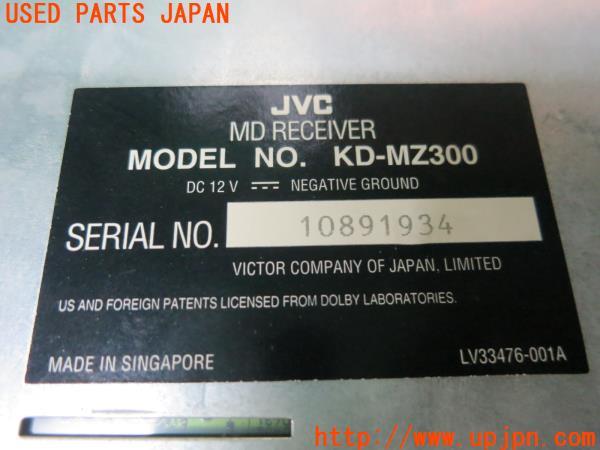 USED PARTS JAPAN
JVC
MD RECEIVER
MODEL NO. KD-MZ300
DC 12 V ⎓ NEGATIVE GROUND
SERIAL NO. 10891934
VICTOR COMPANY OF JAPAN, LIMITED
US AND FOREIGN PATENTS LICENSED FROM DOLBY LABORATORIES.
MADE IN SINGAPORE LV33476-001A
http://www.upjpn.com